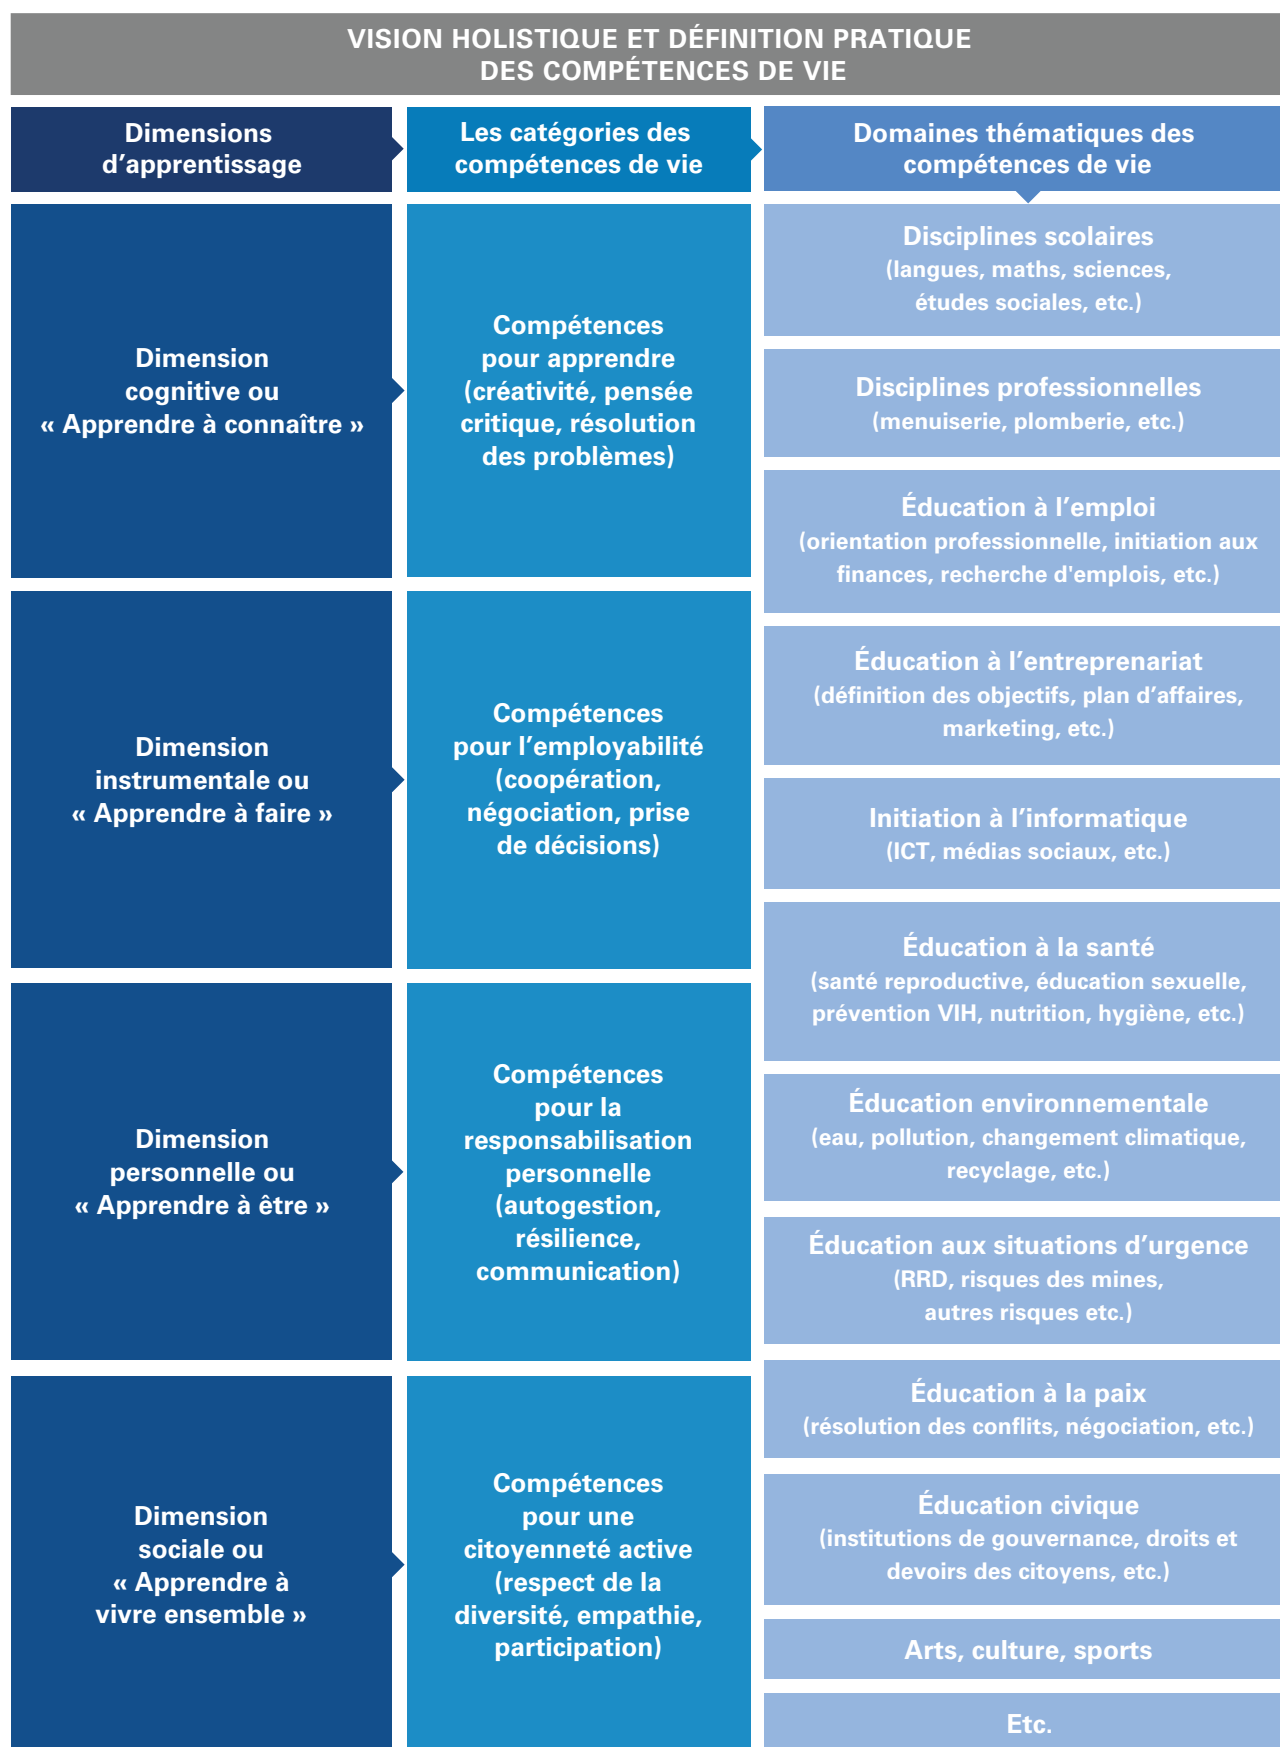 VISION HOLISTIQUE ET DÉFINITION PRATIQUE
DES COMPÉTENCES DE VIE
Dimensions
d’apprentissage
Les catégories des
compétences de vie
Domaines thématiques des
compétences de vie
Dimension
cognitive ou
« Apprendre à connaître »
Compétences
pour apprendre
(créativité, pensée
critique, résolution
des problèmes)
Dimension
instrumentale ou
« Apprendre à faire »
Compétences
pour l’employabilité
(coopération,
négociation, prise
de décisions)
Dimension
personnelle ou
« Apprendre à être »
Compétences
pour la
responsabilisation
personnelle
(autogestion,
résilience,
communication)
Dimension
sociale ou
« Apprendre à
vivre ensemble »
Compétences
pour une
citoyenneté active
(respect de la
diversité, empathie,
participation)
Disciplines scolaires
(langues, maths, sciences,
études sociales, etc.)
Disciplines professionnelles
(menuiserie, plomberie, etc.)
Éducation à l’emploi
(orientation professionnelle, initiation aux
finances, recherche d'emplois, etc.)
Éducation à l’entreprenariat
(définition des objectifs, plan d’affaires,
marketing, etc.)
Initiation à l’informatique
(ICT, médias sociaux, etc.)
Éducation à la santé
(santé reproductive, éducation sexuelle,
prévention VIH, nutrition, hygiène, etc.)
Éducation environnementale
(eau, pollution, changement climatique,
recyclage, etc.)
Éducation aux situations d’urgence
(RRD, risques des mines,
autres risques etc.)
Éducation à la paix
(résolution des conflits, négociation, etc.)
Éducation civique
(institutions de gouvernance, droits et
devoirs des citoyens, etc.)
Arts, culture, sports
Etc.